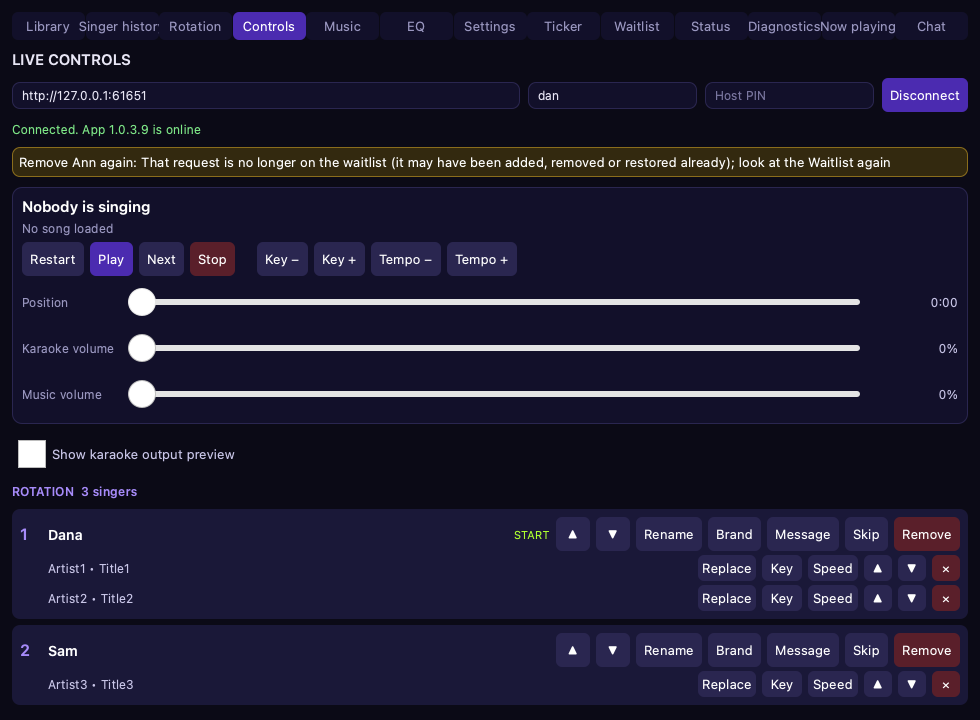 Library Singer histor Rotation Controls Music EQ Settings Ticker Waitlist Status Diagnostics Now playing Chat
LIVE CONTROLS
http://127.0.0.1:61651 dan Host PIN Disconnect
Connected. App 1.0.3.9 is online
Remove Ann again: That request is no longer on the waitlist (it may have been added, removed or restored already); look at the Waitlist again
Nobody is singing
No song loaded
Restart Play Next Stop Key − Key + Tempo − Tempo +
Position 0:00
Karaoke volume 0%
Music volume 0%
Show karaoke output preview
ROTATION 3 singers
1 Dana START ▲ ▼ Rename Brand Message Skip Remove
Artist1 • Title1 Replace Key Speed ▲ ▼ ×
Artist2 • Title2 Replace Key Speed ▲ ▼ ×
2 Sam ▲ ▼ Rename Brand Message Skip Remove
Artist3 • Title3 Replace Key Speed ▲ ▼ ×